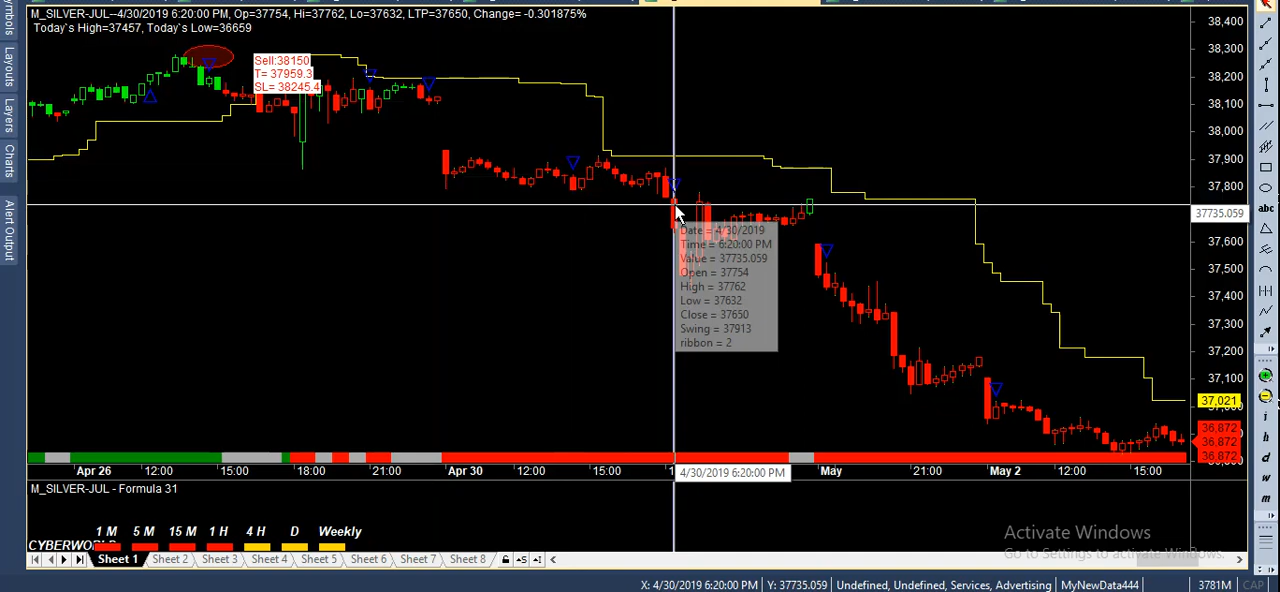 M_SILVER-JUL--4/30/2019 6:20:00 PM, Op=37754, Hi=37762, Lo=37632, LTP=37650, Change= -0.301875%
Today`s High=37457, Today`s Low=36659
Symbols
Layouts
Layers
Charts
Alert Output
Sell:38150
T= 37959.3
SL= 38245.4
38,400
38,300
38,200
38,100
38,000
37,900
37,800
37735.059
37,600
37,500
37,400
37,300
37,200
37,100
37,021
36,872
36,872
36,872
Date = 4/30/2019
Time = 6:20:00 PM
Value = 37735.059
Open = 37754
High = 37762
Low = 37632
Close = 37650
Swing = 37913
ribbon = 2
Apr 26 12:00 15:00 18:00 21:00 Apr 30 12:00 15:00 4/30/2019 6:20:00 PM May 21:00 May 2 12:00 15:00
M_SILVER-JUL - Formula 31
1 M 5 M 15 M 1 H 4 H D Weekly
CYBERWORLD
Activate Windows
Go to Settings to activate Windows.
Sheet 1 Sheet 2 Sheet 3 Sheet 4 Sheet 5 Sheet 6 Sheet 7 Sheet 8
X: 4/30/2019 6:20:00 PM Y: 37735.059 Undefined, Undefined, Services, Advertising MyNewData444 3781M CAP
abc
i
h
d
w
m